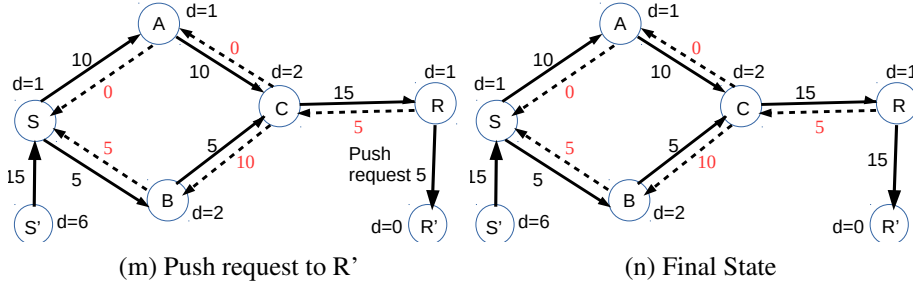 A d=1
0
10
10
0
d=1
d=2
d=1
S
C
15
R
5
5
5
10
Push
request 5
15
5
B
d=2
S' d=6
d=0 R'
(m) Push request to R’
A d=1
0
10
10
0
d=1
d=2
d=1
S
C
15
R
5
5
5
10
15
15
5
B
d=2
S' d=6
d=0 R'
(n) Final State